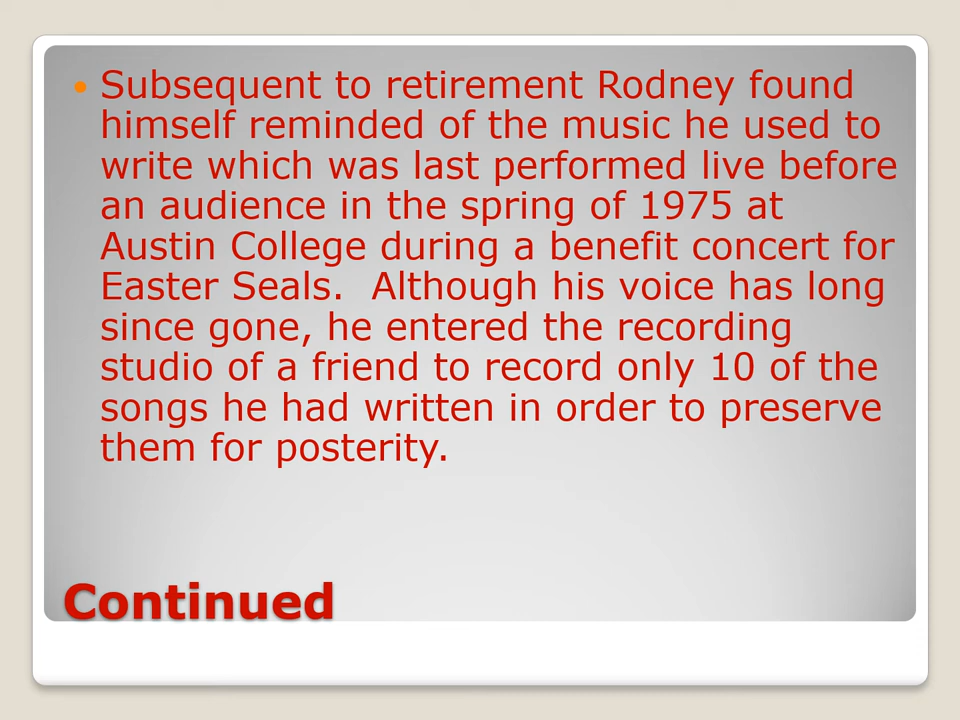 Subsequent to retirement Rodney found
himself reminded of the music he used to
write which was last performed live before
an audience in the spring of 1975 at
Austin College during a benefit concert for
Easter Seals.  Although his voice has long
since gone, he entered the recording
studio of a friend to record only 10 of the
songs he had written in order to preserve
them for posterity.
Continued